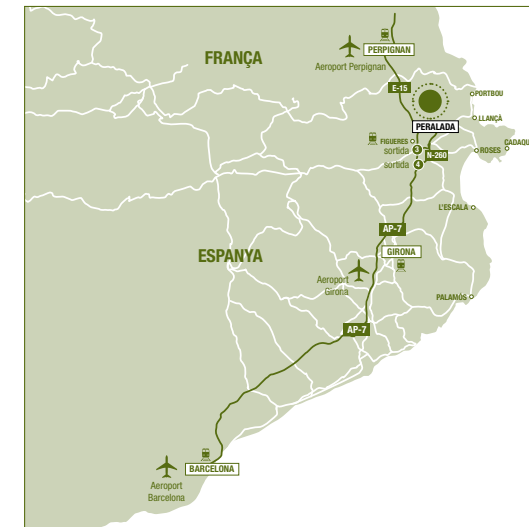 FRANÇA
PERPIGNAN
Aeroport Perpignan
E-15
PORTBOU
LLANÇÀ
PERALADA
FIGUERES
sortida 3
CADAQU
ROSES
N-260
sortida 4
L'ESCALA
AP-7
ESPANYA
GIRONA
Aeroport
Girona
PALAMÓS
AP-7
BARCELONA
Aeroport
Barcelona